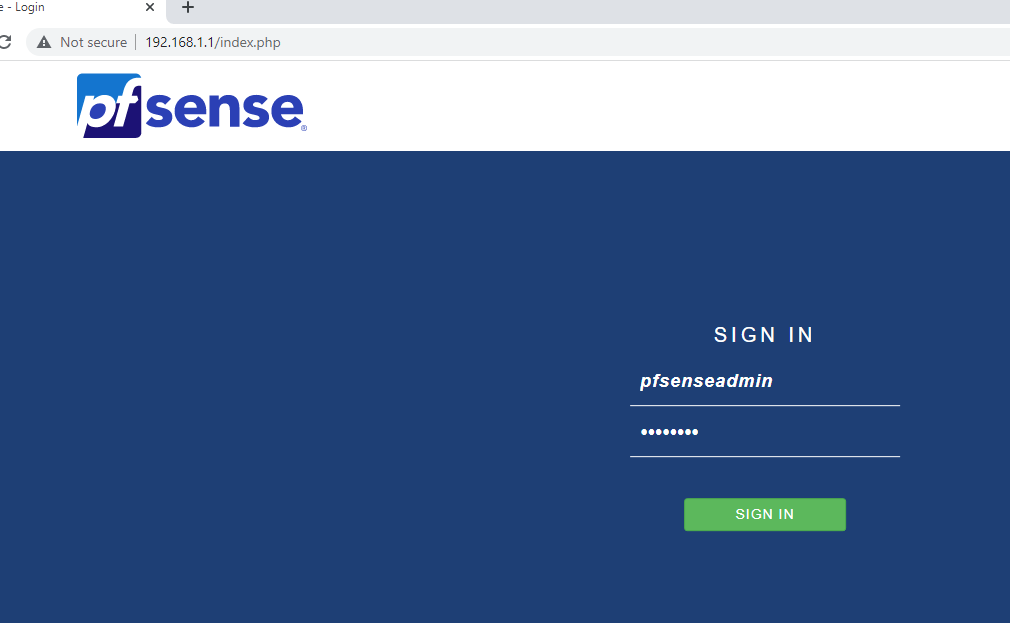 e - Login
Not secure 192.168.1.1/index.php
pfsense®
SIGN IN
pfsenseadmin
••••••••
SIGN IN